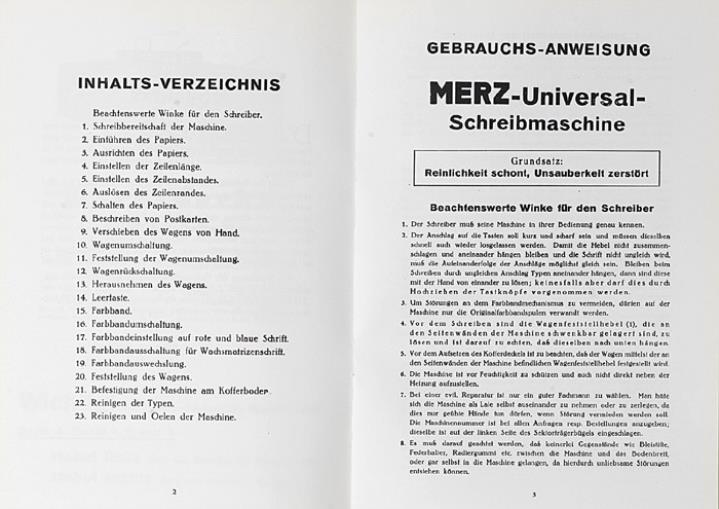 INHALTS-VERZEICHNIS
Beachtenswerte Winke für den Schreiber.
1. Schreibbereitschaft der Maschine.
2. Einführen des Papiers.
3. Ausrichten des Papiers.
4. Einstellen der Zeilenlänge.
5. Einstellen des Zeilenabstandes.
6. Auslösen des Zeilenrandes.
7. Schalten des Papiers.
8. Beschreiben von Postkarten.
9. Verschieben des Wagens von Hand.
10. Wagenumschaltung.
11. Feststellung der Wagenumschaltung.
12. Wagenrückschaltung.
13. Herausnehmen des Wagens.
14. Leertaste.
15. Farbband.
16. Farbbandumschaltung.
17. Farbbandeinstellung auf rote und blaue Schrift.
18. Farbbandausschaltung für Wachsmatrizenschrift.
19. Farbbandauswechslung.
20. Feststellung des Wagens.
21. Befestigung der Maschine am Kofferboden
22. Reinigen der Typen.
23. Reinigen und Oelen der Maschine.
2
GEBRAUCHS-ANWEISUNG
MERZ-Universal-
Schreibmaschine
Grundsatz:
Reinlichkeit schont, Unsauberkeit zerstört
Beachtenswerte Winke für den Schreiber
1. Der Schreiber muß seine Maschine in ihrer Bedienung genau kennen.
2. Der Anschlag auf die Tasten soll kurz und scharf sein und müssen dieselben
schnell auch wieder losgelassen werden. Damit die Hebel nicht zusammen-
schlagen und aneinander hängen bleiben und die Schrift nicht ungleich wird,
muß die Aufeinanderfolge der Anschläge möglichst gleich sein. Bleiben beim
Schreiben durch ungleichen Anschlag Typen aneinander hängen, dann sind diese
mit der Hand von einander zu lösen; keinesfalls aber darf dies durch
Hochziehen der Tastknöpfe vorgenommen werden.
3. Um Störungen an dem Farbbandmechanismus zu vermeiden, dürfen auf der
Maschine nur die Originalfarbbandspulen verwandt werden.
4. Vor dem Schreiben sind die Wagenfeststellhebel (1), die an
den Seitenwänden der Maschine schwenkbar gelagert sind, zu
lösen und ist darauf zu achten, daß dieselben nach unten hängen.
5. Vor dem Aufsetzen des Kofferdeckels ist zu beachten, daß der Wagen mittelst der an
den Seitenwänden der Maschine befindlichen Wagenfeststellhebel festgestellt wird.
6. Die Maschine ist vor Feuchtigkeit zu schützen und auch nicht direkt neben der
Heizung aufzustellen.
7. Bei einer evtl. Reparatur ist nur ein guter Fachmann zu wählen. Man hüte
sich die Maschine als Laie selbst auseinander zu nehmen oder zu zerlegen, da
dies nur geübte Hände tun dürfen, wenn Störung vermieden werden soll.
Die Maschinennummer ist bei allen Anfragen resp. Bestellungen anzugeben;
dieselbe ist auf der linken Seite des Sektorträgerbügels eingeschlagen.
8. Es muß darauf geachtet werden, daß keinerlei Gegenstände wie Bleistifte,
Federhalter, Radiergummi etc. zwischen die Maschine und das Bodenbrett,
oder gar selbst in die Maschine gelangen, da hierdurch unliebsame Störungen
entstehen können.
3